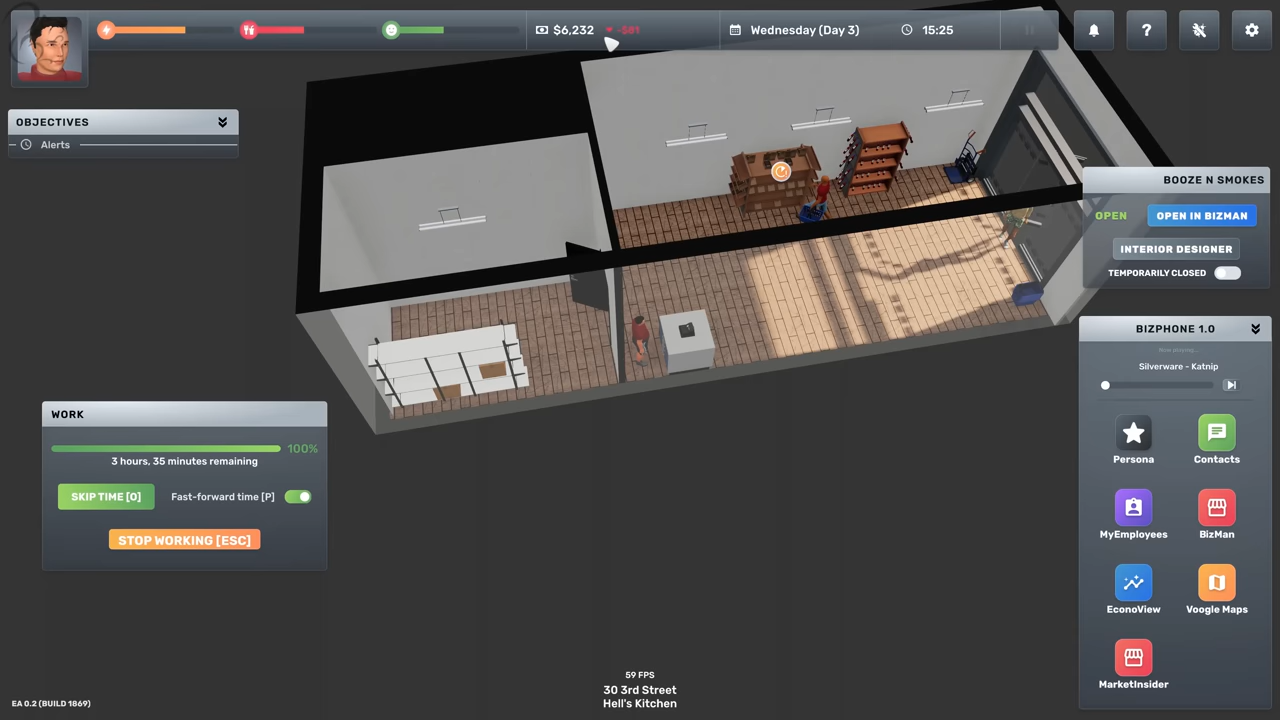 $6,232
-$81
Wednesday (Day 3)
15:25
?
OBJECTIVES
Alerts
BOOZE N SMOKES
OPEN
OPEN IN BIZMAN
INTERIOR DESIGNER
TEMPORARILY CLOSED
BIZPHONE 1.0
Now playing...
Silverware - Katnip
Persona
Contacts
MyEmployees
BizMan
EconoView
Voogle Maps
MarketInsider
WORK
100%
3 hours, 35 minutes remaining
SKIP TIME [O]
Fast-forward time [P]
STOP WORKING [ESC]
59 FPS
30 3rd Street
Hell's Kitchen
EA 0.2 (BUILD 1869)